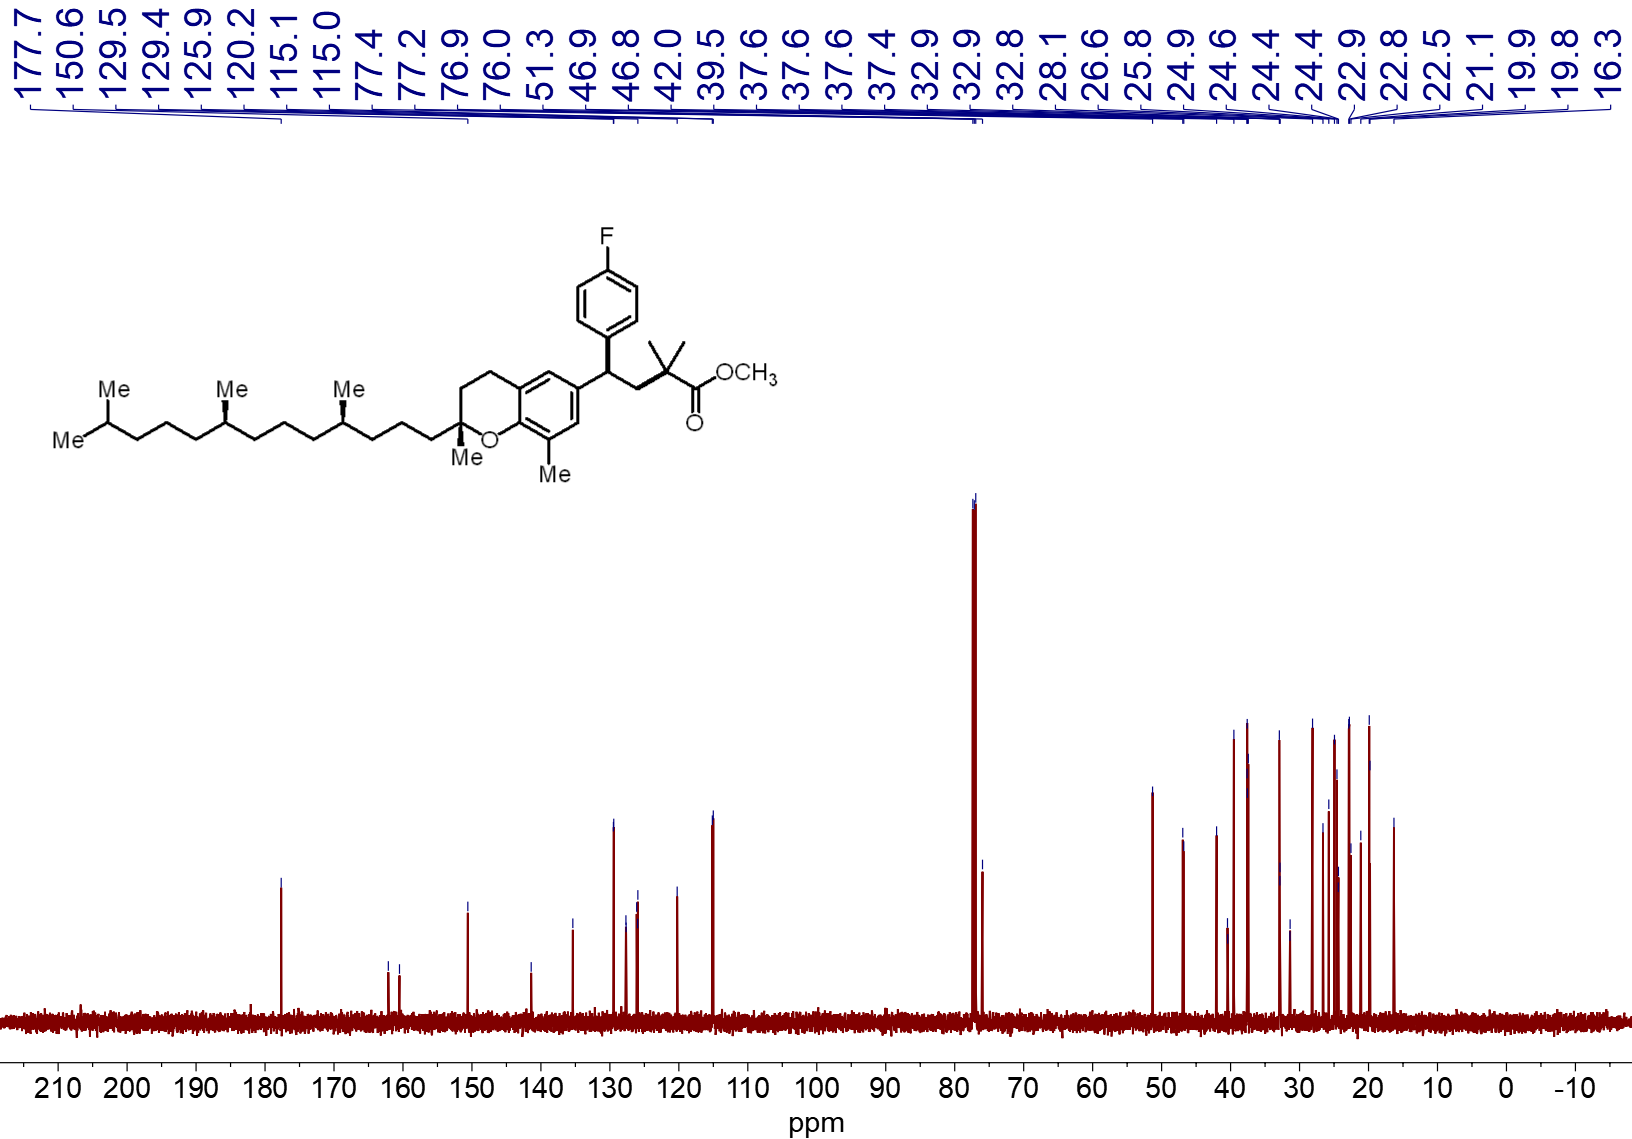 177.7 150.6 129.5 129.4 125.9 120.2 115.1 115.0 77.4 77.2 76.9 76.0 51.3 46.9 46.8 42.0 39.5 37.6 37.6 37.6 37.4 32.9 32.9 32.8 28.1 26.6 25.8 24.9 24.6 24.4 24.4 22.9 22.8 22.5 21.1 19.9 19.8 16.3
F
Me Me Me OCH3
Me O O
Me
Me
210 200 190 180 170 160 150 140 130 120 110 100 90 80 70 60 50 40 30 20 10 0 -10
ppm